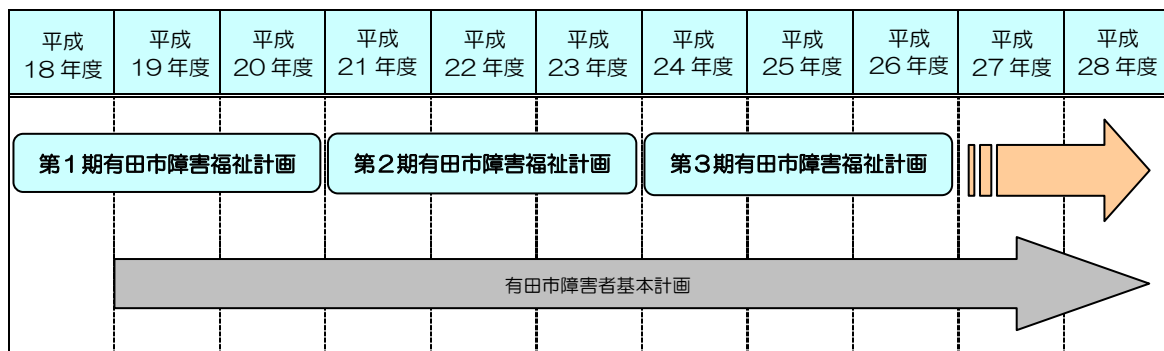 平成 平成 平成 平成 平成 平成 平成 平成 平成 平成 平成
18年度 19年度 20年度 21年度 22年度 23年度 24年度 25年度 26年度 27年度 28年度
第1期有田市障害福祉計画 第2期有田市障害福祉計画 第3期有田市障害福祉計画
有田市障害者基本計画